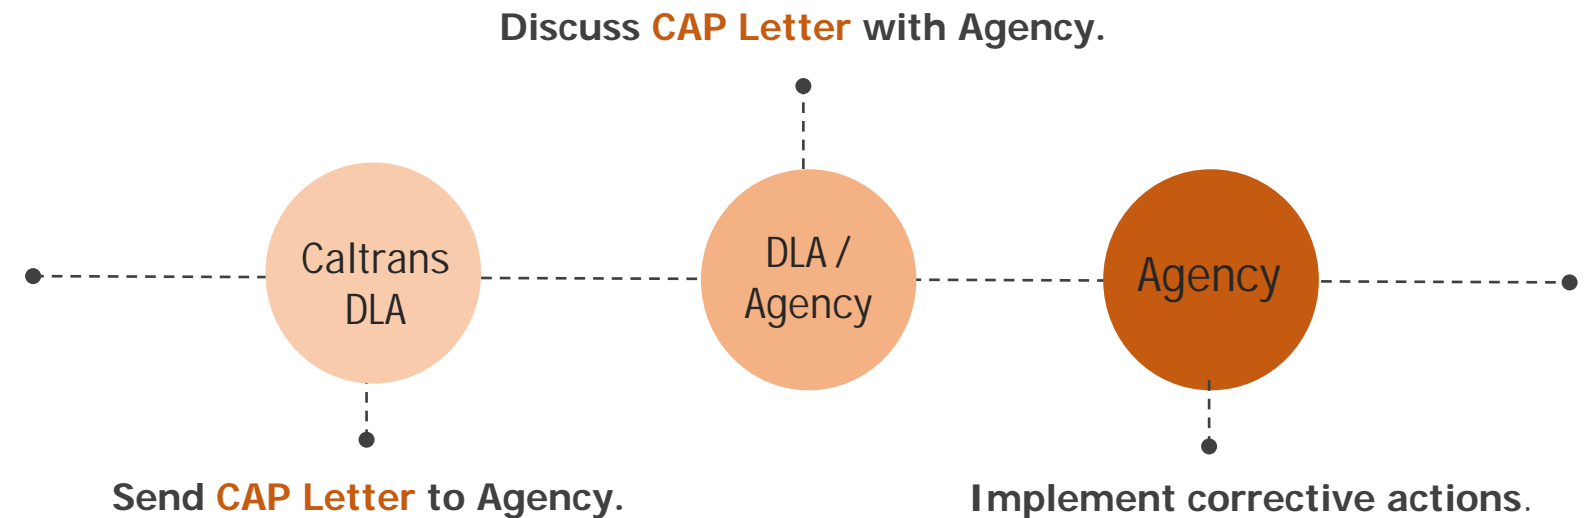 Discuss CAP Letter with Agency.
Caltrans
DLA
DLA /
Agency
Agency
Send CAP Letter to Agency.
Implement corrective actions.